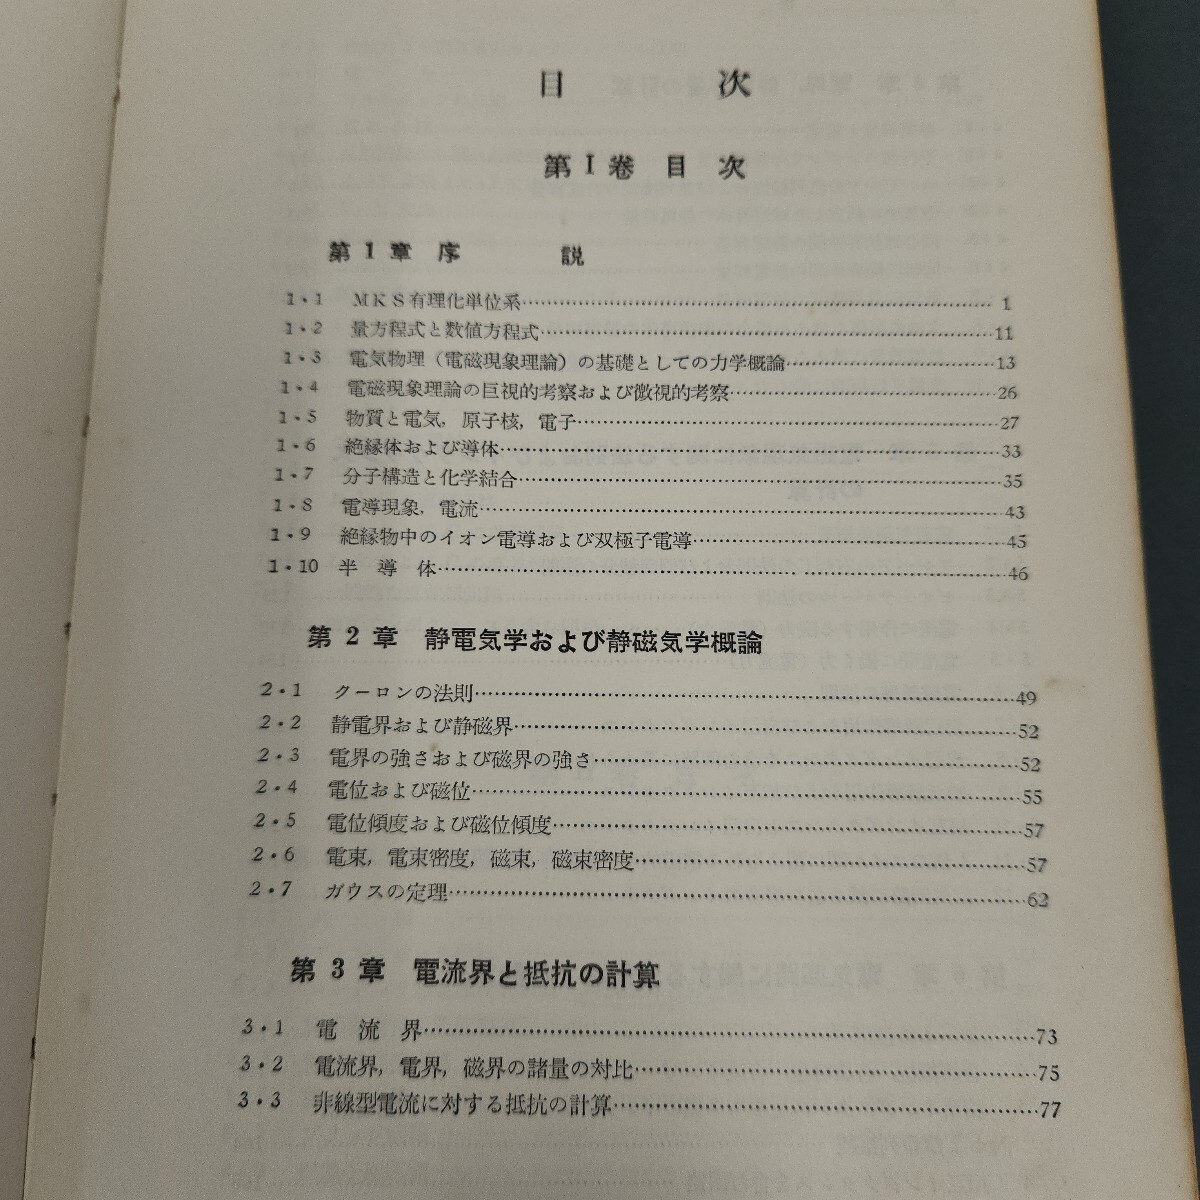 目次
第Ⅰ巻 目次
第1章 序説
1・1 MKS有理化単位系 1
1・2 量方程式と数値方程式 11
1・3 電気物理（電磁現象理論）の基礎としての力学概論 13
1・4 電磁現象理論の巨視的考察および微視的考察 26
1・5 物質と電気，原子核，電子 27
1・6 絶縁体および導体 33
1・7 分子構造と化学結合 35
1・8 電導現象，電流 43
1・9 絶縁物中のイオン電導および双極子電導 45
1・10 半導体 46
第2章 静電気学および静磁気学概論
2・1 クーロンの法則 49
2・2 静電界および静磁界 52
2・3 電界の強さおよび磁界の強さ 52
2・4 電位および磁位 55
2・5 電位傾度および磁位傾度 57
2・6 電束，電束密度，磁束，磁束密度 57
2・7 ガウスの定理 62
第3章 電流界と抵抗の計算
3・1 電流界 73
3・2 電流界，電界，磁界の諸量の対比 75
3・3 非線型電流に対する抵抗の計算 77